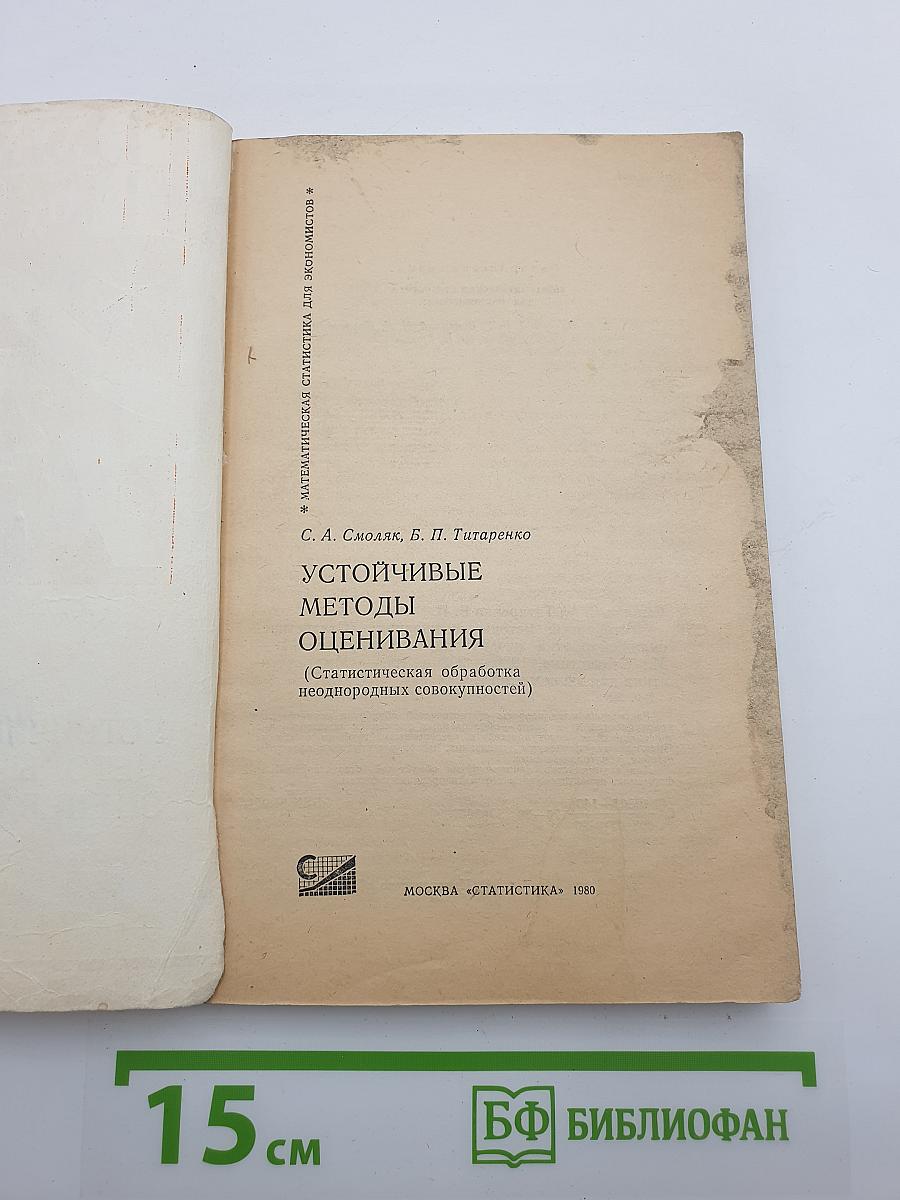 * МАТЕМАТИЧЕСКАЯ СТАТИСТИКА ДЛЯ ЭКОНОМИСТОВ *
С. А. Смоляк, Б. П. Титаренко
УСТОЙЧИВЫЕ
МЕТОДЫ
ОЦЕНИВАНИЯ
(Статистическая обработка
неоднородных совокупностей)
С
МОСКВА «СТАТИСТИКА» 1980
15 см
БФ БИБЛИОФАН